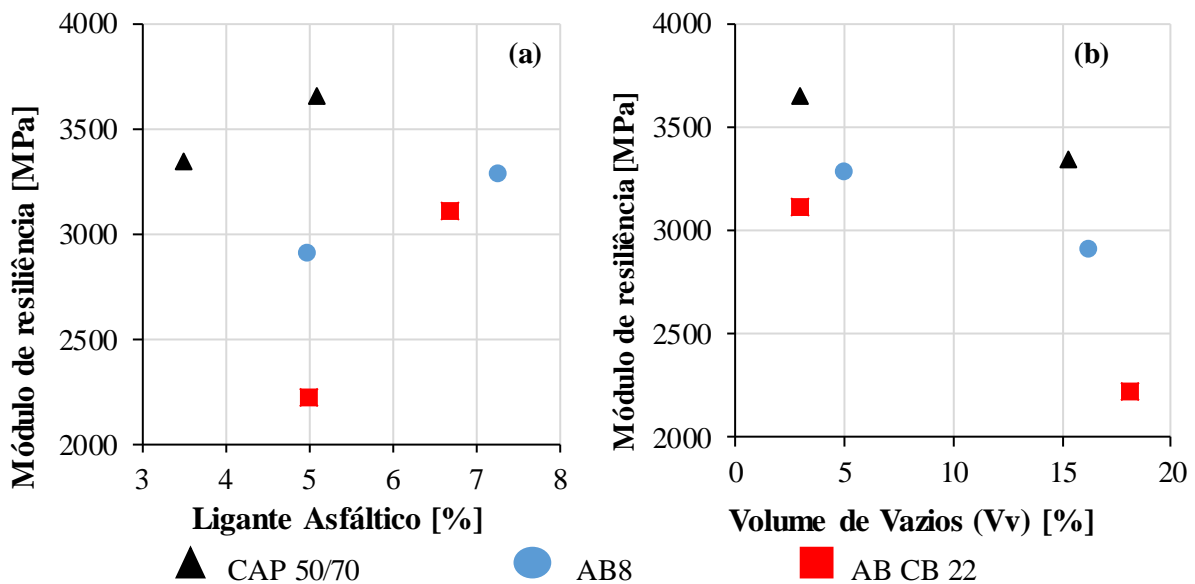 4000
3500
3000
2500
2000
3 4 5 6 7 8
Módulo de resiliência [MPa]
Ligante Asfáltico [%]
(a)
4000
3500
3000
2500
2000
0 5 10 15 20
Módulo de resiliência [MPa]
Volume de Vazios (Vv) [%]
(b)
CAP 50/70 AB8 AB CB 22